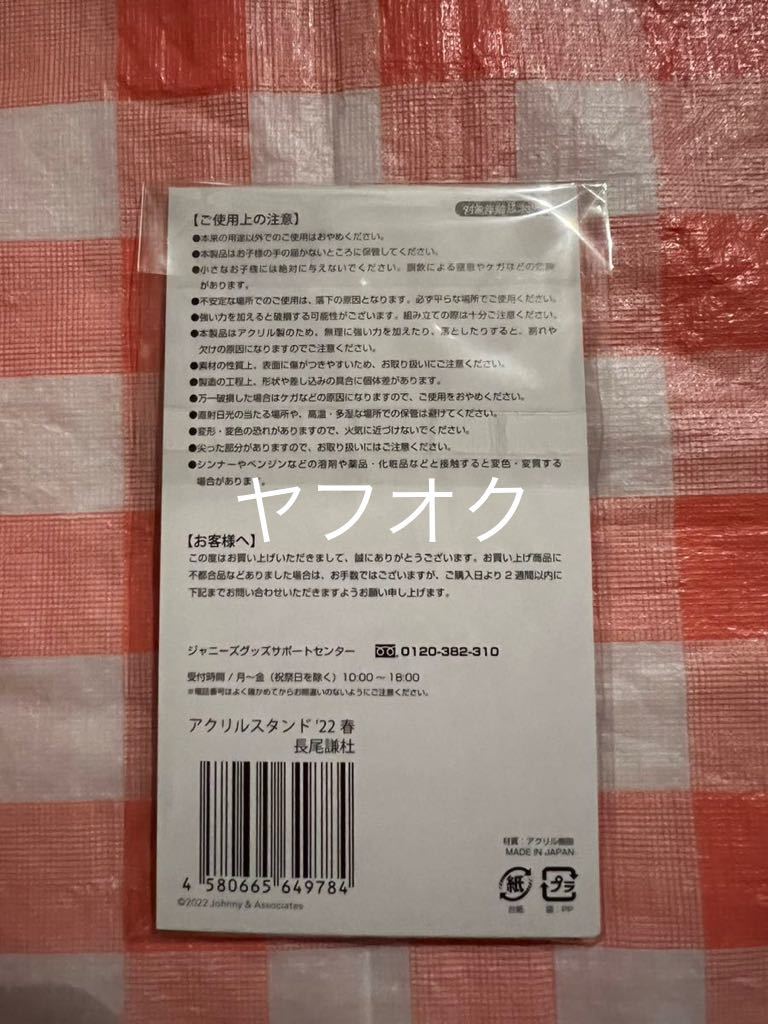 対象年齢
【ご使用上の注意】
●本来の用途以外でのご使用はおやめください。
●本製品はお子様の手の届かないところに保管してください。
●小さなお子様には絶対に与えないでください。誤飲による窒息やケガなどの危険
があります。
●不安定な場所でのご使用は、落下の原因となります。必ず平らな場所でご使用ください。
●強い力を加えると破損する可能性がございます。組み立ての際は十分ご注意ください。
●本製品はアクリル製のため、無理に強い力を加えたり、落としたりすると、割れや
欠けの原因になりますのでご注意ください。
●素材の性質上、表面に傷がつきやすいため、お取り扱いにご注意ください。
●製造の工程上、形状や差し込みの具合に個体差があります。
●万一破損した場合はケガなどの原因になりますので、ご使用をおやめください。
●直射日光の当たる場所や、高温・多湿な場所での保管は避けてください。
●変形・変色の恐れがありますので、火気に近づけないでください。
●尖った部分がありますので、お取り扱いにはご注意ください。
●シンナーやベンジンなどの溶剤や薬品・化粧品などと接触すると変色・変質する
場合があります。
ヤフオク
【お客様へ】
この度はお買い上げいただきまして、誠にありがとうございます。お買い上げ商品に
不都合品などありました場合は、お手数ではございますが、ご購入日より2週間以内に
下記までお問い合わせいただきますようお願い申し上げます。
ジャニーズグッズサポートセンター 0120-382-310
受付時間 / 月~金(祝祭日を除く) 10:00~18:00
※電話番号はよく確かめてからお間違いのないようにご注意ください。
アクリルスタンド '22 春
長尾謙杜
4 580665 649784
©2022 Johnny & Associates
材質:アクリル樹脂
MADE IN JAPAN
紙 プラ
台紙 袋:PP